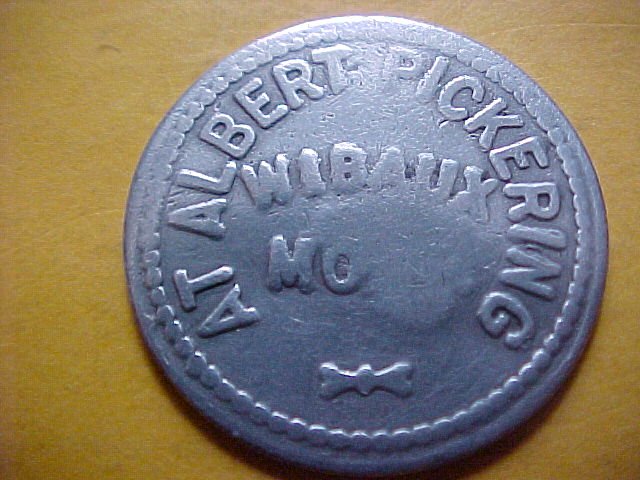 AT ALBERT PICKERING
WIBAUX
MO